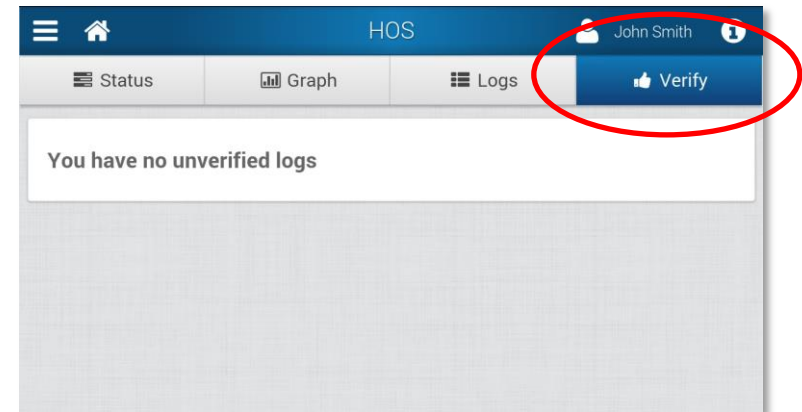 HOS John Smith
Status Graph Logs Verify
You have no unverified logs